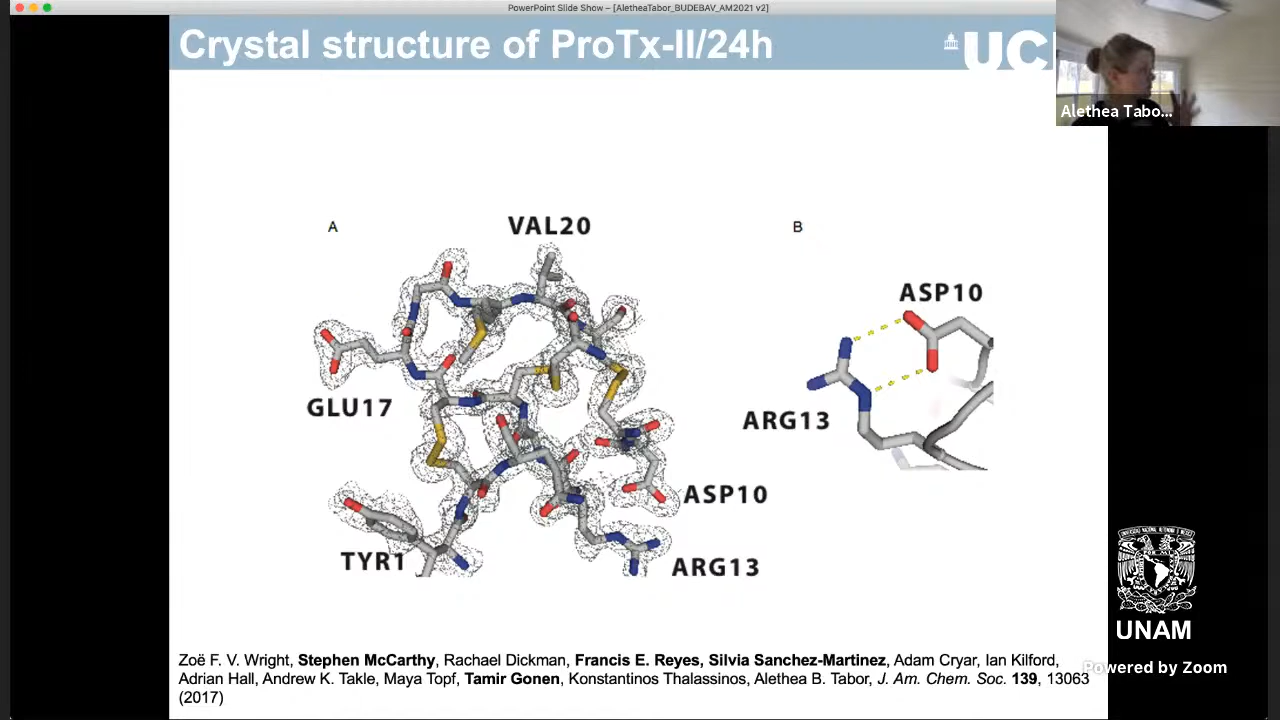 PowerPoint Slide Show – [AletheaTabor_BUDEBAV_AM2021 v2]
Crystal structure of ProTx-II/24h
UC
Alethea Tabo...
A
VAL20
B
ASP10
GLU17
ARG13
ASP10
TYR1
ARG13
UNAM
Powered by Zoom
Zoë F. V. Wright, Stephen McCarthy, Rachael Dickman, Francis E. Reyes, Silvia Sanchez-Martinez, Adam Cryar, Ian Kilford,
Adrian Hall, Andrew K. Takle, Maya Topf, Tamir Gonen, Konstantinos Thalassinos, Alethea B. Tabor, J. Am. Chem. Soc. 139, 13063
(2017)